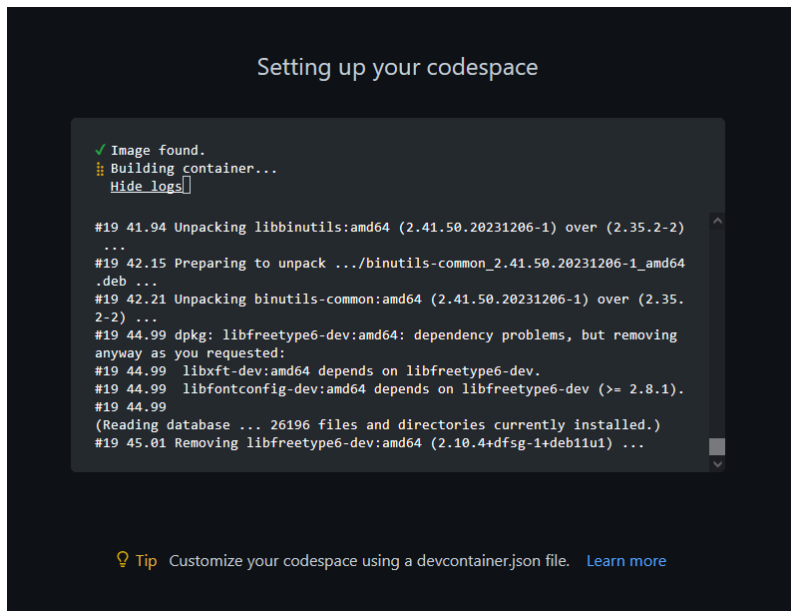 Setting up your codespace
✓ Image found.
Building container...
Hide logs
#19 41.94 Unpacking libbinutils:amd64 (2.41.50.20231206-1) over (2.35.2-2)
...
#19 42.15 Preparing to unpack .../binutils-common_2.41.50.20231206-1_amd64
.deb ...
#19 42.21 Unpacking binutils-common:amd64 (2.41.50.20231206-1) over (2.35.
2-2) ...
#19 44.99 dpkg: libfreetype6-dev:amd64: dependency problems, but removing
anyway as you requested:
#19 44.99  libxft-dev:amd64 depends on libfreetype6-dev.
#19 44.99  libfontconfig-dev:amd64 depends on libfreetype6-dev (>= 2.8.1).
#19 44.99
(Reading database ... 26196 files and directories currently installed.)
#19 45.01 Removing libfreetype6-dev:amd64 (2.10.4+dfsg-1+deb11u1) ...
Tip Customize your codespace using a devcontainer.json file. Learn more